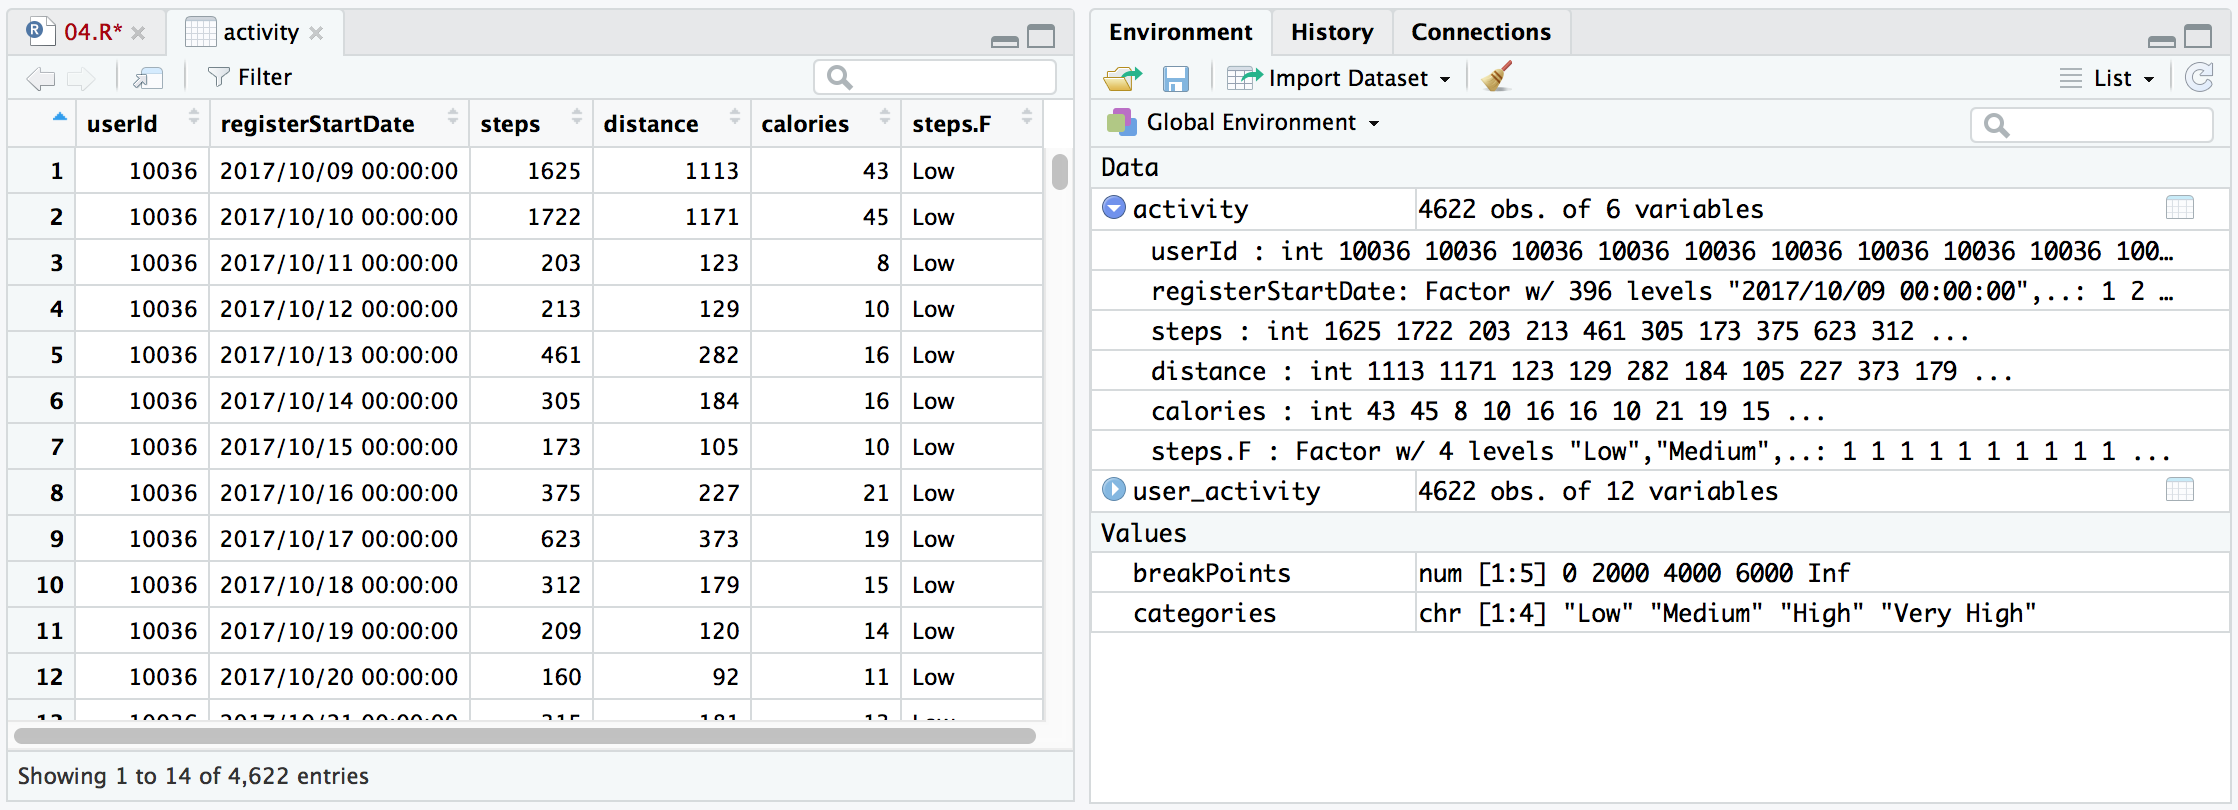 04.R*
activity
Filter
userId registerStartDate steps distance calories steps.F
1 10036 2017/10/09 00:00:00 1625 1113 43 Low
2 10036 2017/10/10 00:00:00 1722 1171 45 Low
3 10036 2017/10/11 00:00:00 203 123 8 Low
4 10036 2017/10/12 00:00:00 213 129 10 Low
5 10036 2017/10/13 00:00:00 461 282 16 Low
6 10036 2017/10/14 00:00:00 305 184 16 Low
7 10036 2017/10/15 00:00:00 173 105 10 Low
8 10036 2017/10/16 00:00:00 375 227 21 Low
9 10036 2017/10/17 00:00:00 623 373 19 Low
10 10036 2017/10/18 00:00:00 312 179 15 Low
11 10036 2017/10/19 00:00:00 209 120 14 Low
12 10036 2017/10/20 00:00:00 160 92 11 Low
13 10036 2017/10/21 00:00:00 315 181 13 Low
Showing 1 to 14 of 4,622 entries
Environment History Connections
Import Dataset List
Global Environment
Data
activity 4622 obs. of 6 variables
userId : int 10036 10036 10036 10036 10036 10036 10036 10036 10036 100…
registerStartDate: Factor w/ 396 levels "2017/10/09 00:00:00",..: 1 2 …
steps : int 1625 1722 203 213 461 305 173 375 623 312 ...
distance : int 1113 1171 123 129 282 184 105 227 373 179 ...
calories : int 43 45 8 10 16 16 10 21 19 15 ...
steps.F : Factor w/ 4 levels "Low","Medium",..: 1 1 1 1 1 1 1 1 1 1 ...
user_activity 4622 obs. of 12 variables
Values
breakPoints num [1:5] 0 2000 4000 6000 Inf
categories chr [1:4] "Low" "Medium" "High" "Very High"